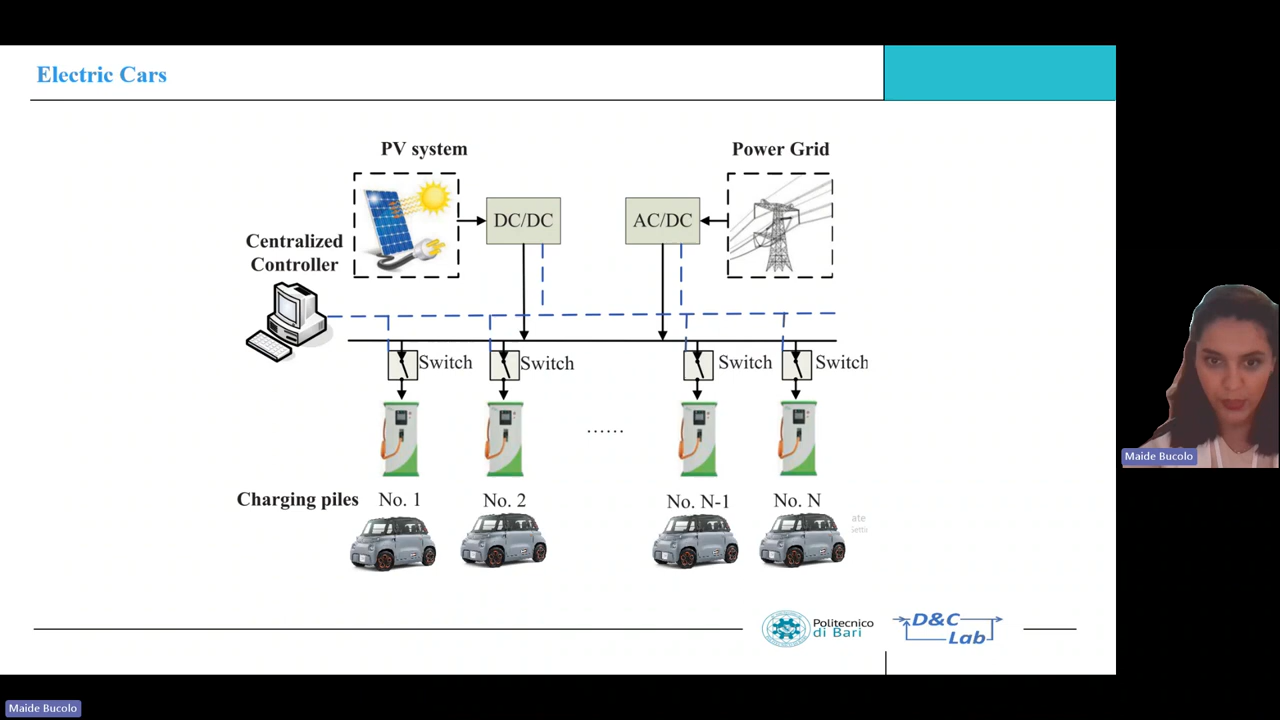 Electric Cars
PV system
Power Grid
DC/DC
AC/DC
Centralized
Controller
Switch
Switch
Switch
Switch
......
Charging piles
No. 1
No. 2
No. N-1
No. N
ate
Maide Bucolo
Politecnico
di Bari
D&C
Lab
Maide Bucolo